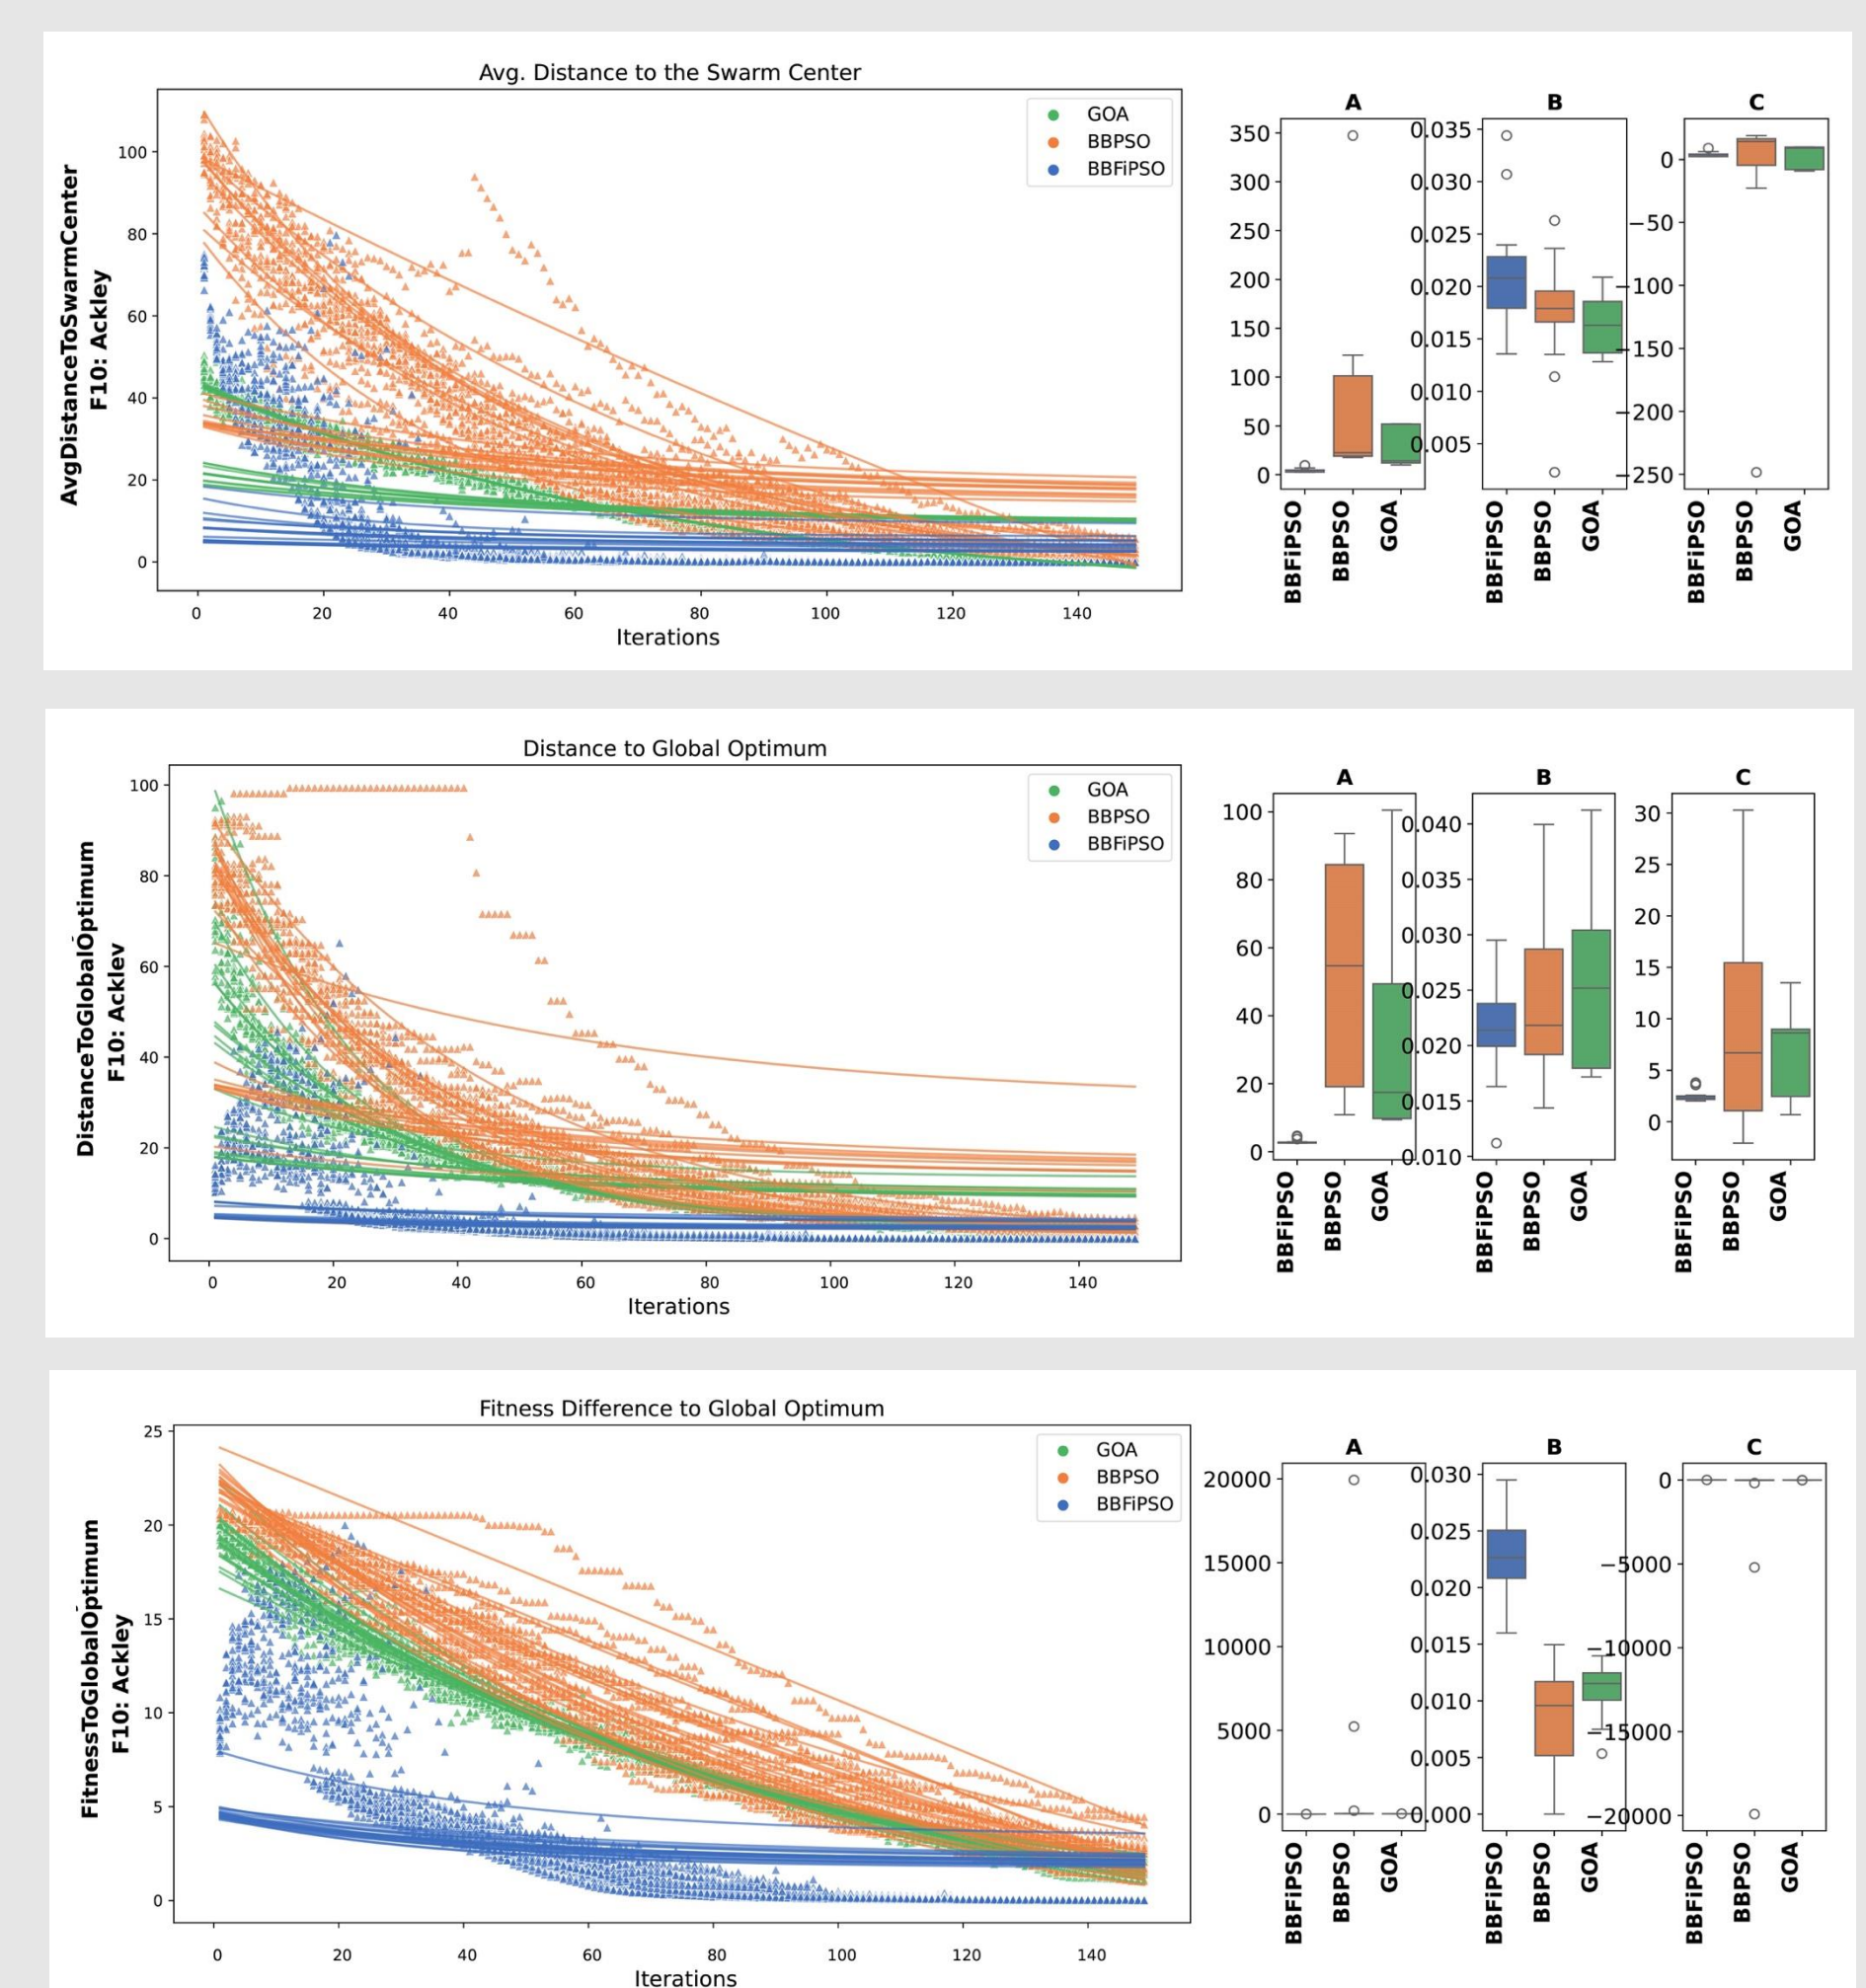 Avg. Distance to the Swarm Center
AvgDistanceToSwarmCenter
F10: Ackley
100
80
60
40
20
0
0 20 40 60 80 100 120 140
Iterations
GOA
BBPSO
BBFiPSO
A
350
300
250
200
150
100
50
0
BBFiPSO
BBPSO
GOA
B
0.035
0.030
0.025
0.020
0.015
0.010
0.005
BBFiPSO
BBPSO
GOA
C
0
−50
−100
−150
−200
−250
BBFiPSO
BBPSO
GOA
Distance to Global Optimum
DistanceToGlobalOptimum
F10: Acklev
100
80
60
40
20
0
0 20 40 60 80 100 120 140
Iterations
GOA
BBPSO
BBFiPSO
A
100
80
60
40
20
0
BBFiPSO
BBPSO
GOA
B
0.040
0.035
0.030
0.025
0.020
0.015
0.010
BBFiPSO
BBPSO
GOA
C
30
25
20
15
10
5
0
BBFiPSO
BBPSO
GOA
Fitness Difference to Global Optimum
FitnessToGlobalOptimum
F10: Ackley
25
20
15
10
5
0
0 20 40 60 80 100 120 140
Iterations
GOA
BBPSO
BBFiPSO
A
20000
15000
10000
5000
0
BBFiPSO
BBPSO
GOA
B
0.030
0.025
0.020
0.015
0.010
0.005
0.000
BBFiPSO
BBPSO
GOA
C
0
−5000
−10000
−15000
−20000
BBFiPSO
BBPSO
GOA